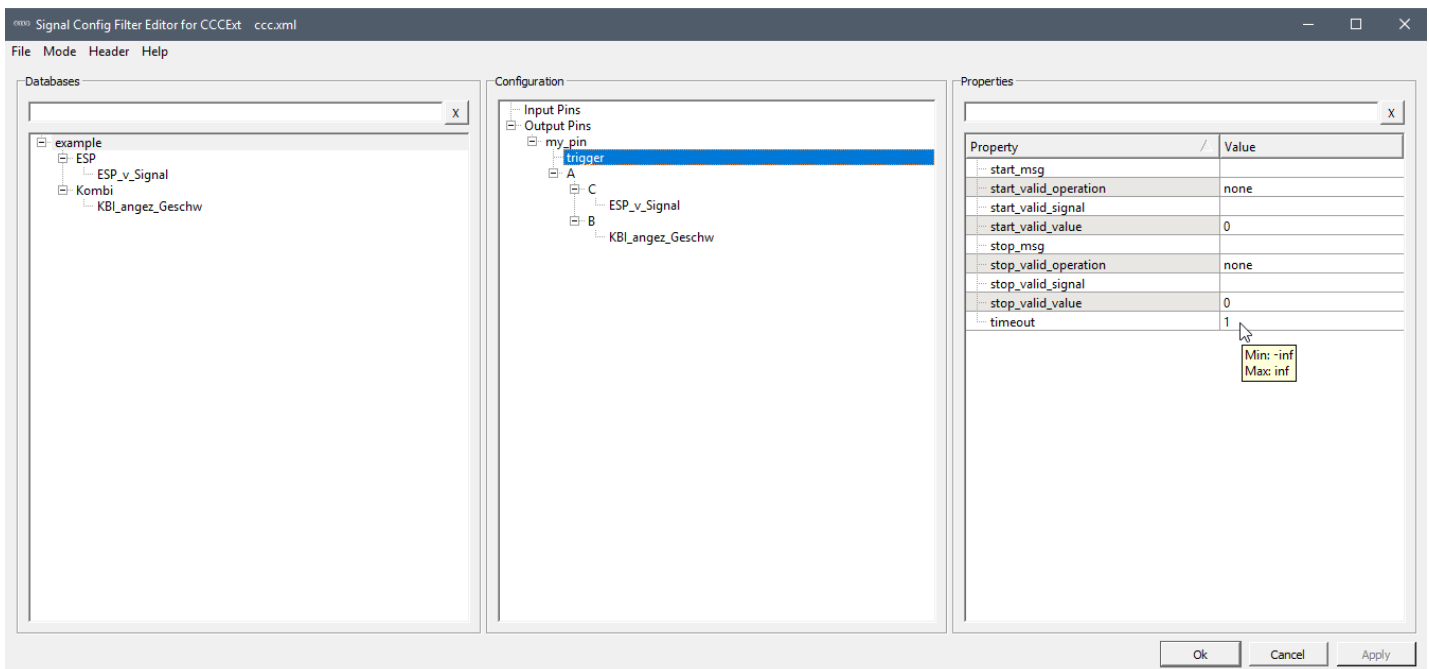 Signal Config Filter Editor for CCCExt ccc.xml
File Mode Header Help
Databases
X
example
ESP
ESP_v_Signal
Kombi
KBI_angez_Geschw
Configuration
Input Pins
Output Pins
my_pin
trigger
A
C
ESP_v_Signal
B
KBI_angez_Geschw
Properties
X
Property Value
start_msg
start_valid_operation none
start_valid_signal
start_valid_value 0
stop_msg
stop_valid_operation none
stop_valid_signal
stop_valid_value 0
timeout 1
Min: -inf
Max: inf
Ok Cancel Apply